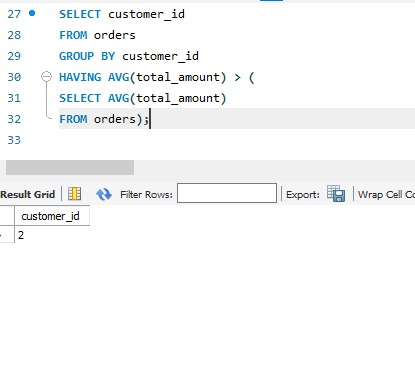 27 SELECT customer_id
28 FROM orders
29 GROUP BY customer_id
30 HAVING AVG(total_amount) > (
31 SELECT AVG(total_amount)
32 FROM orders);
33
Result Grid Filter Rows: Export: Wrap Cell Co
customer_id
2